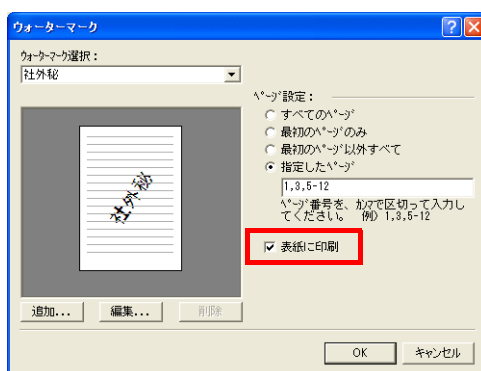 ウォーターマーク
ウォーターマーク選択：
社外秘
社外秘
追加...
編集...
削除
ページ設定：
すべてのページ
最初のページのみ
最初のページ以外すべて
指定したページ
1,3,5-12
ページ番号を、カンマで区切って入力し
てください。 例) 1,3,5-12
表紙に印刷
OK
キャンセル